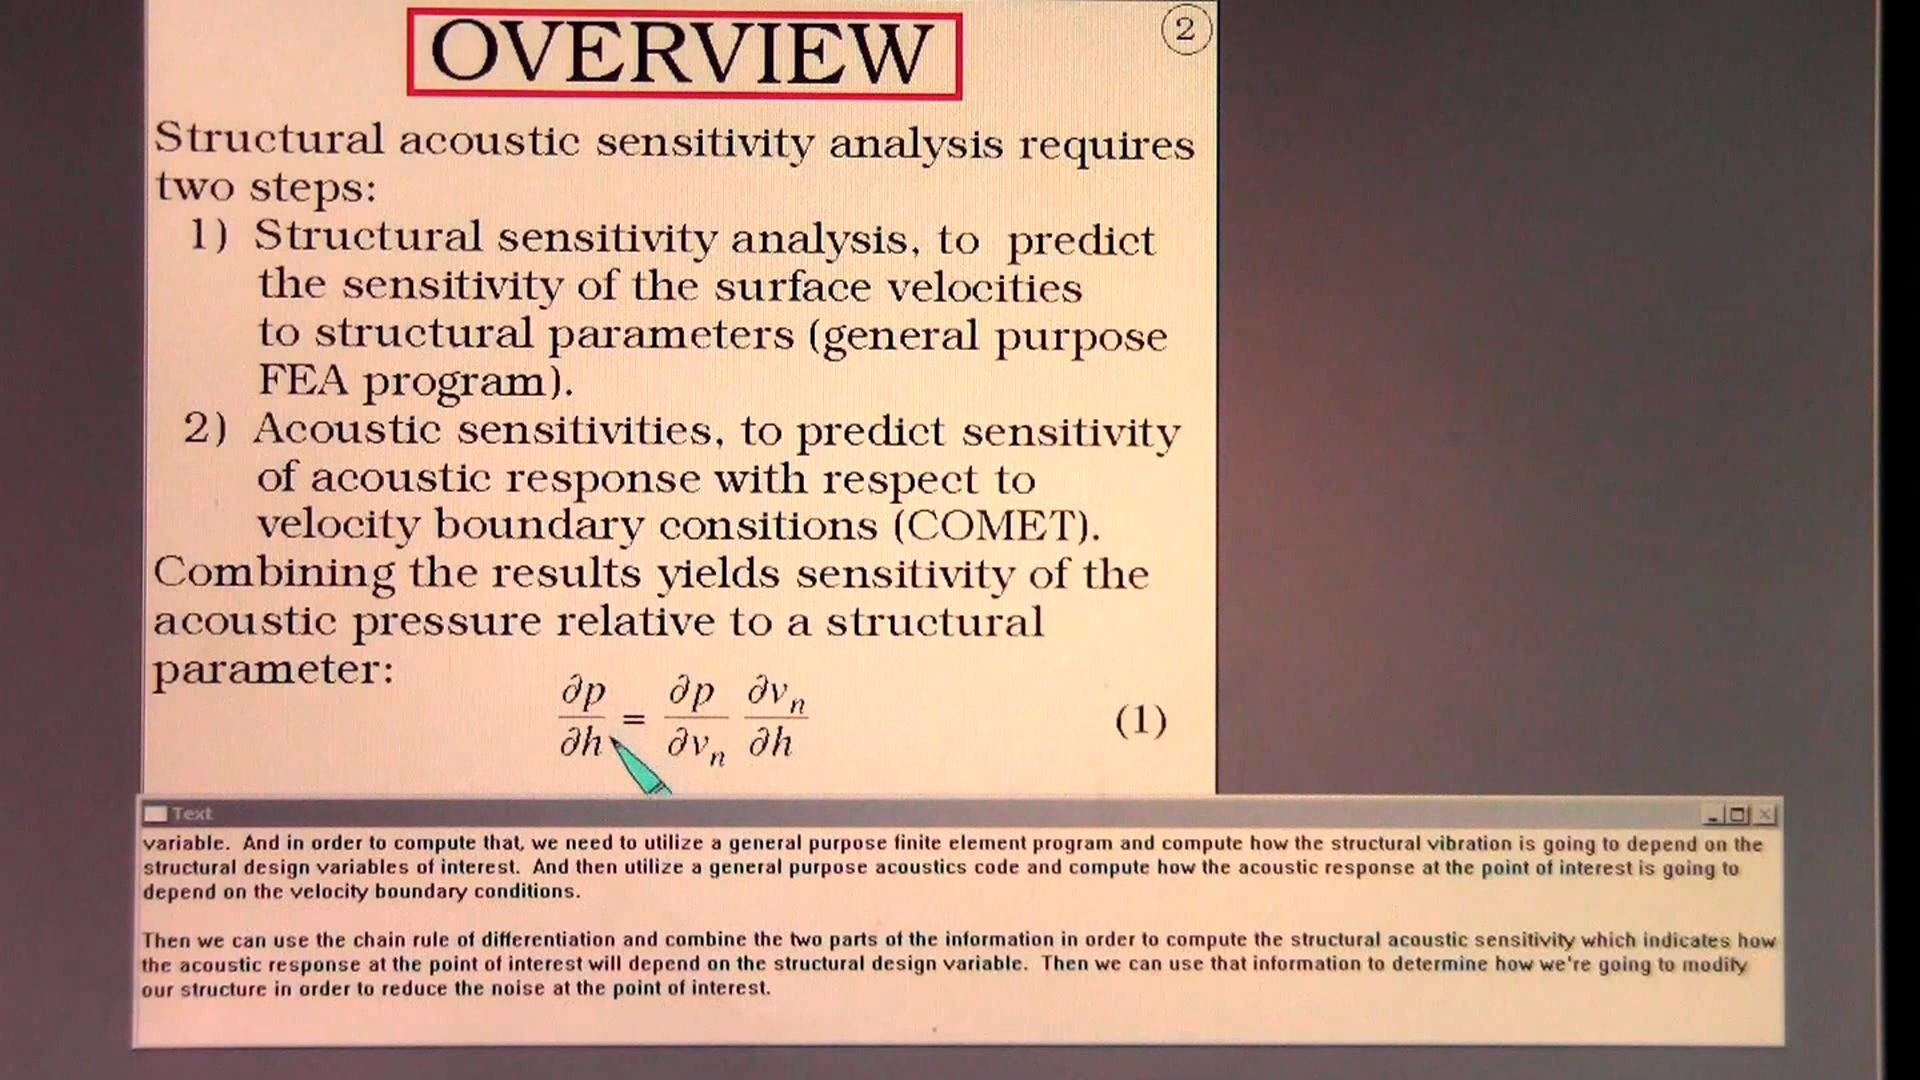 OVERVIEW
2
Structural acoustic sensitivity analysis requires
two steps:
1) Structural sensitivity analysis, to predict
the sensitivity of the surface velocities
to structural parameters (general purpose
FEA program).
2) Acoustic sensitivities, to predict sensitivity
of acoustic response with respect to
velocity boundary consitions (COMET).
Combining the results yields sensitivity of the
acoustic pressure relative to a structural
parameter:
∂p/∂h = ∂p/∂vₙ ∂vₙ/∂h (1)
Text
variable. And in order to compute that, we need to utilize a general purpose finite element program and compute how the structural vibration is going to depend on the
structural design variables of interest. And then utilize a general purpose acoustics code and compute how the acoustic response at the point of interest is going to
depend on the velocity boundary conditions.
Then we can use the chain rule of differentiation and combine the two parts of the information in order to compute the structural acoustic sensitivity which indicates how
the acoustic response at the point of interest will depend on the structural design variable. Then we can use that information to determine how we're going to modify
our structure in order to reduce the noise at the point of interest.